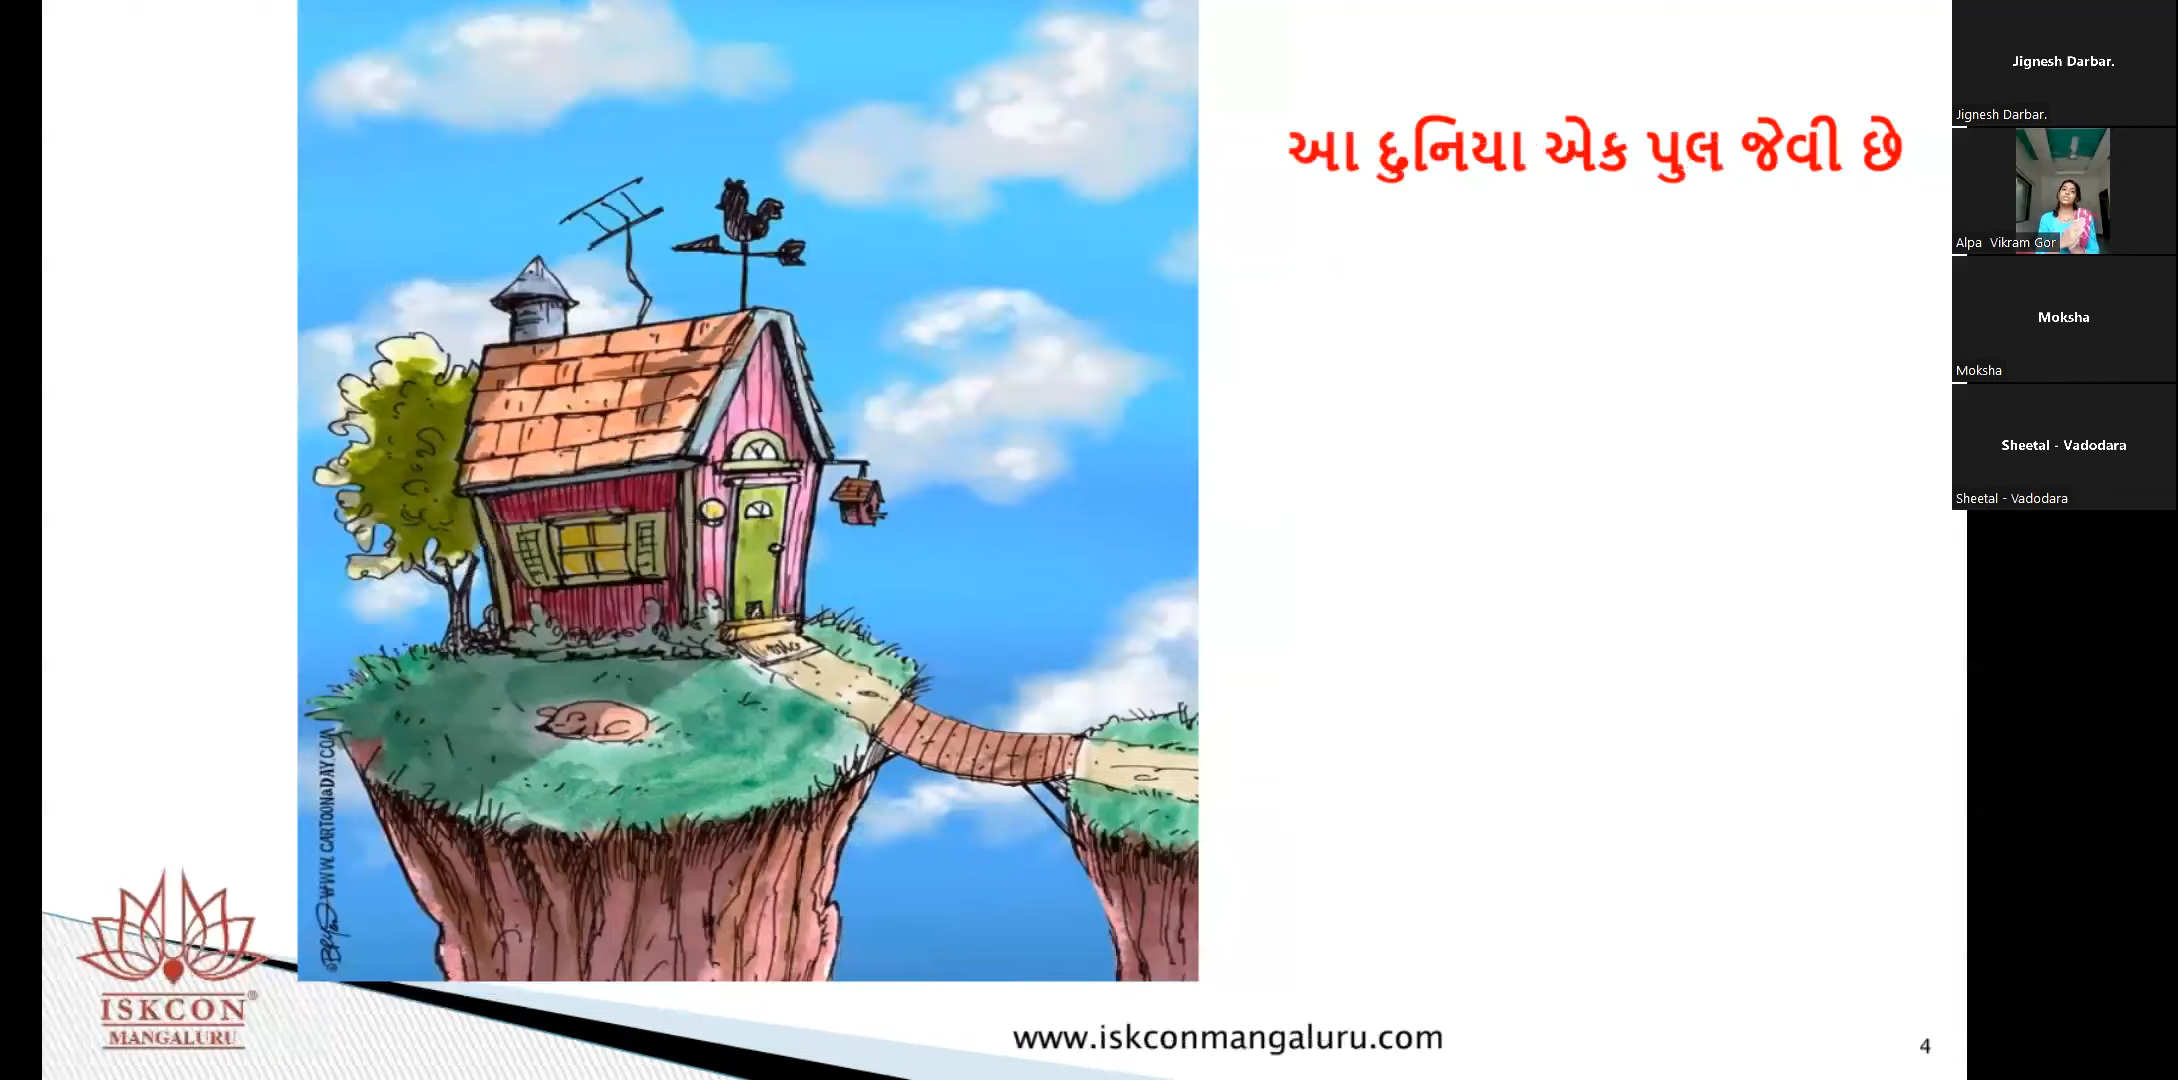 આ દુનિયા એક પુલ જેવી છે
WWW.CARTOONaDAY.COM
ISKCON®
MANGALURU
www.iskconmangaluru.com
4
Jignesh Darbar.
Jignesh Darbar.
Alpa Vikram Gor
Moksha
Moksha
Sheetal - Vadodara
Sheetal - Vadodara